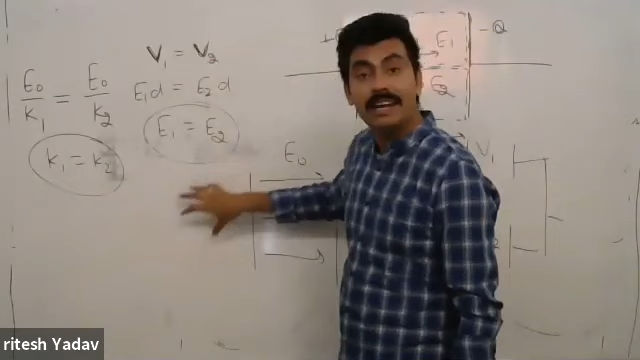 E₀/K₁ = E₀/K₂
K₁ = K₂
V₁ = V₂
E₁d = E₂d
E₁ = E₂
E₀
E₁
E₂
-Q
V₁
ritesh Yadav